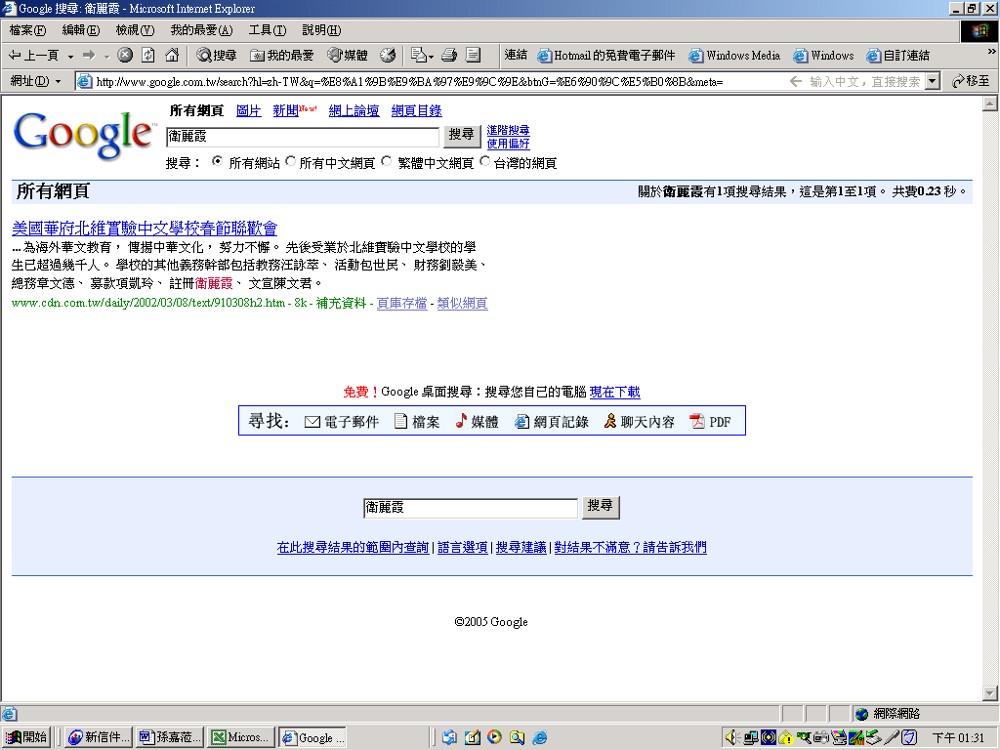 Google 搜尋: 衛麗霞 - Microsoft Internet Explorer
檔案(F) 編輯(E) 檢視(V) 我的最愛(A) 工具(T) 說明(H)
上一頁 搜尋 我的最愛 媒體 連結 Hotmail 的免費電子郵件 Windows Media Windows 自訂連結 »
網址(D) http://www.google.com.tw/search?hl=zh-TW&q=%E8%A1%9B%E9%BA%97%E9%9C%9E&btnG=%E6%90%9C%E5%B0%8B&meta= 輸入中文，直接搜索 移至
所有網頁 圖片 新聞New! 網上論壇 網頁目錄
Google™ 衛麗霞 搜尋 進階搜尋
使用偏好
搜尋： 所有網站 所有中文網頁 繁體中文網頁 台灣的網頁
所有網頁 關於衛麗霞有1項搜尋結果，這是第1至1項。 共費0.23 秒。
美國華府北維實驗中文學校春節聯歡會
... 為海外華文教育， 傳揚中華文化， 努力不懈。 先後受業於北維實驗中文學校的學
生已超過幾千人。 學校的其他義務幹部包括教務汪詠萃、 活動包世民、 財務劉毅美、
總務章文德、 募款項凱玲、 註冊衛麗霞、 文宣陳文君。
www.cdn.com.tw/daily/2002/03/08/text/910308h2.htm - 8k - 補充資料 - 頁庫存檔 - 類似網頁
免費！Google 桌面搜尋：搜尋您自己的電腦 現在下載
尋找： 電子郵件 檔案 媒體 網頁記錄 聊天內容 PDF
衛麗霞 搜尋
在此搜尋結果的範圍內查詢 | 語言選項 | 搜尋建議 | 對結果不滿意？請告訴我們
©2005 Google
網際網路
開始 新信件... 孫嘉蒞... Micros... Google ... 下午 01:31